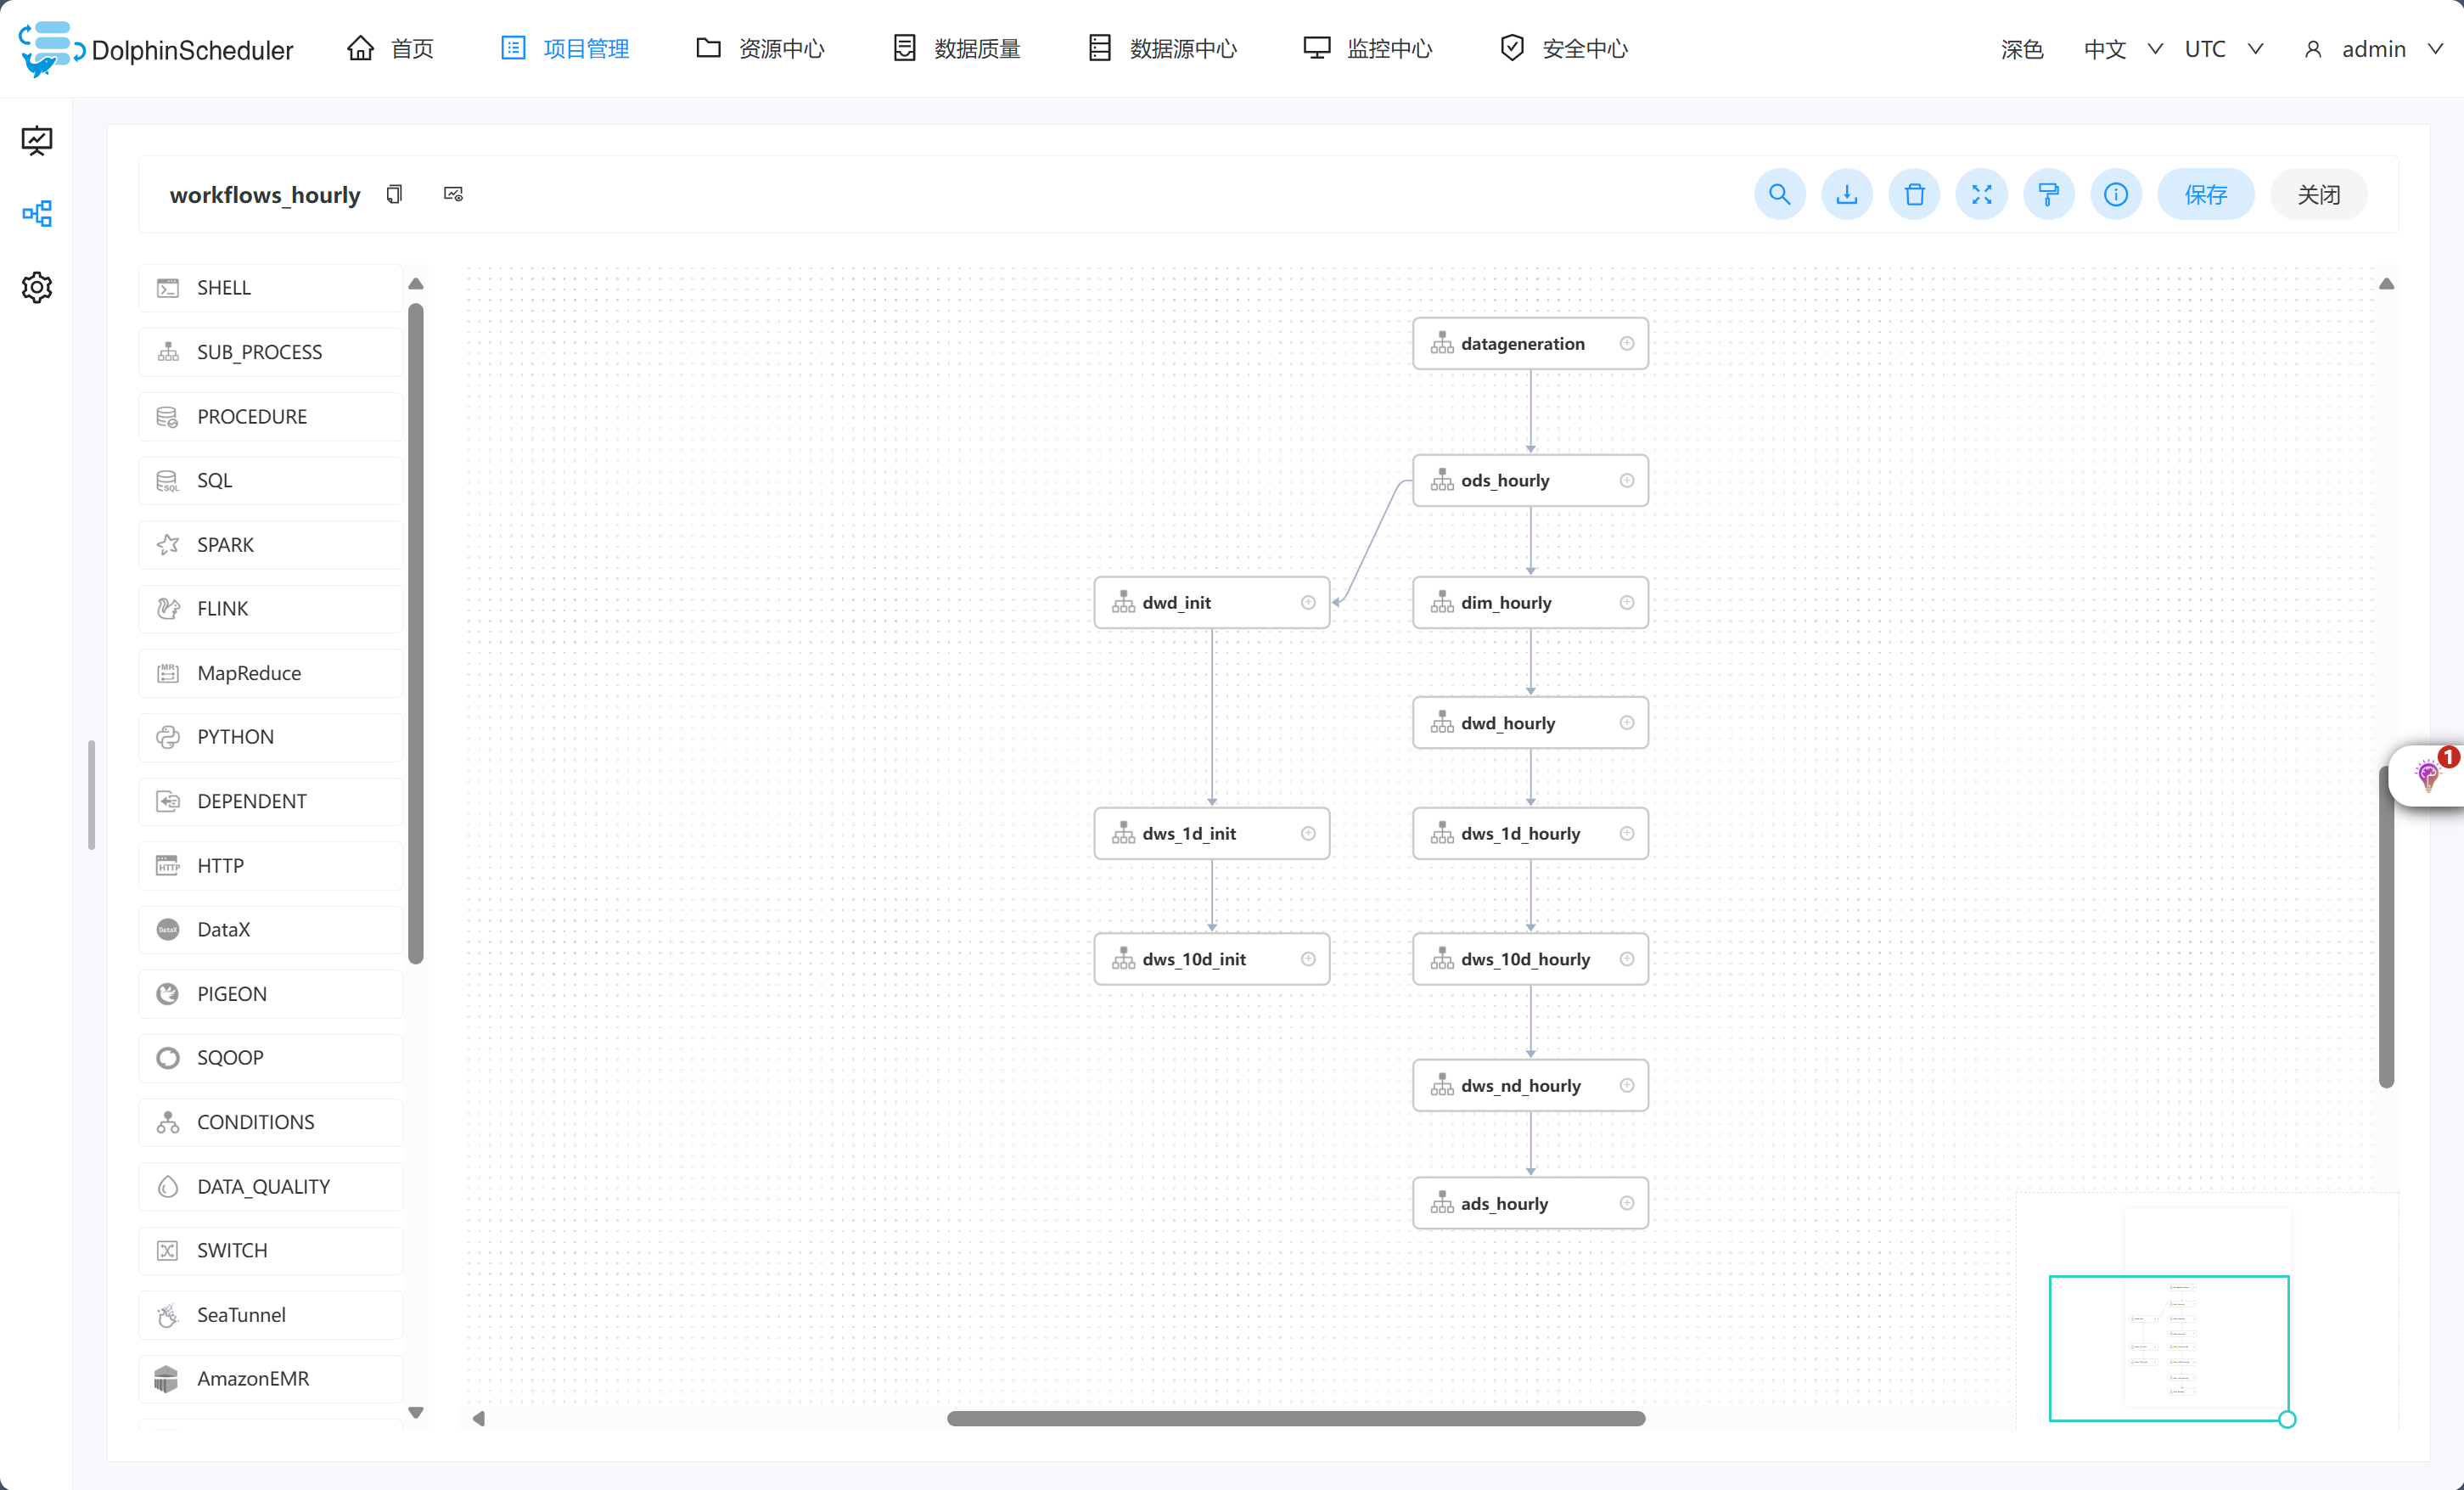 DolphinScheduler 首页 项目管理 资源中心 数据质量 数据源中心 监控中心 安全中心 深色 中文 UTC admin
workflows_hourly 保存 关闭
SHELL
SUB_PROCESS
PROCEDURE
SQL
SPARK
FLINK
MapReduce
PYTHON
DEPENDENT
HTTP
DataX
PIGEON
SQOOP
CONDITIONS
DATA_QUALITY
SWITCH
SeaTunnel
AmazonEMR
datageneration
ods_hourly
dwd_init
dim_hourly
dwd_hourly
dws_1d_init
dws_1d_hourly
dws_10d_init
dws_10d_hourly
dws_nd_hourly
ads_hourly
1